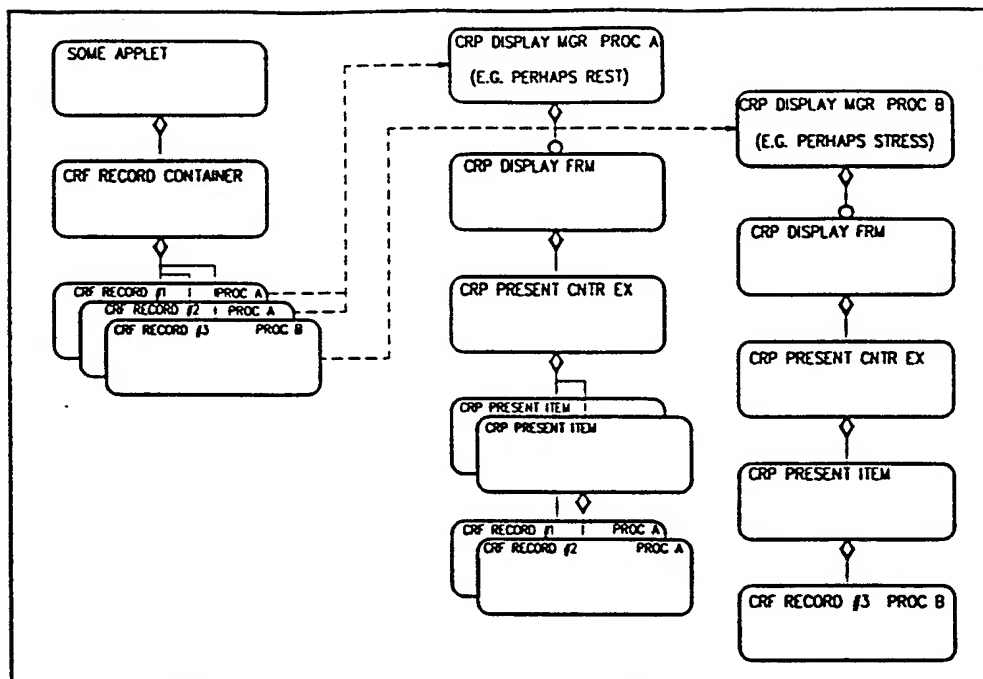 SOME APPLET
CRF RECORD CONTAINER
CRF RECORD #1 PROC A
CRF RECORD #2 PROC A
CRF RECORD #3 PROC B
CRP DISPLAY MGR PROC A
(E.G. PERHAPS REST)
CRP DISPLAY FRM
CRP PRESENT CNTR EX
CRP PRESENT ITEM
CRP PRESENT ITEM
CRF RECORD #1 PROC A
CRF RECORD #2 PROC A
CRP DISPLAY MGR PROC B
(E.G. PERHAPS STRESS)
CRP DISPLAY FRM
CRP PRESENT CNTR EX
CRP PRESENT ITEM
CRF RECORD #3 PROC B